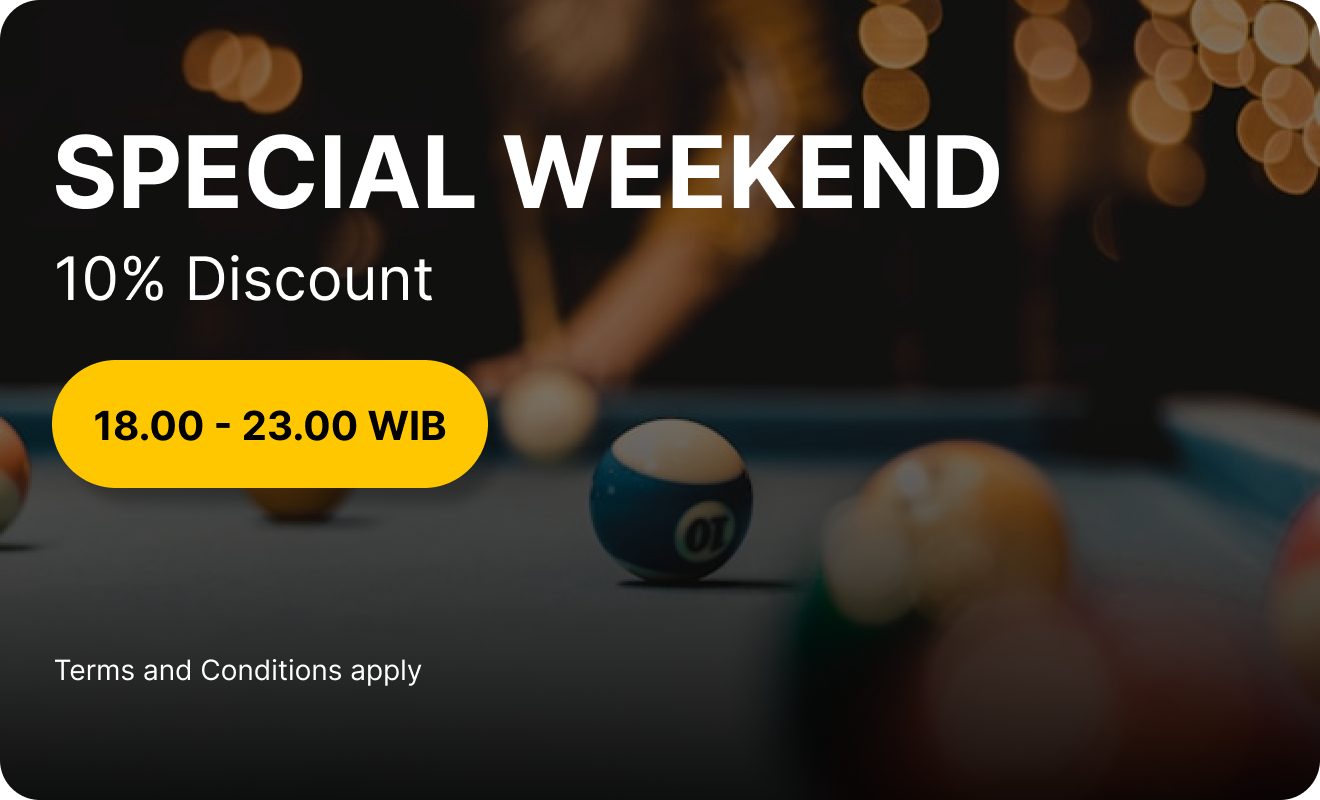 SPECIAL WEEKEND
10% Discount
18.00 - 23.00 WIB
10
Terms and Conditions apply